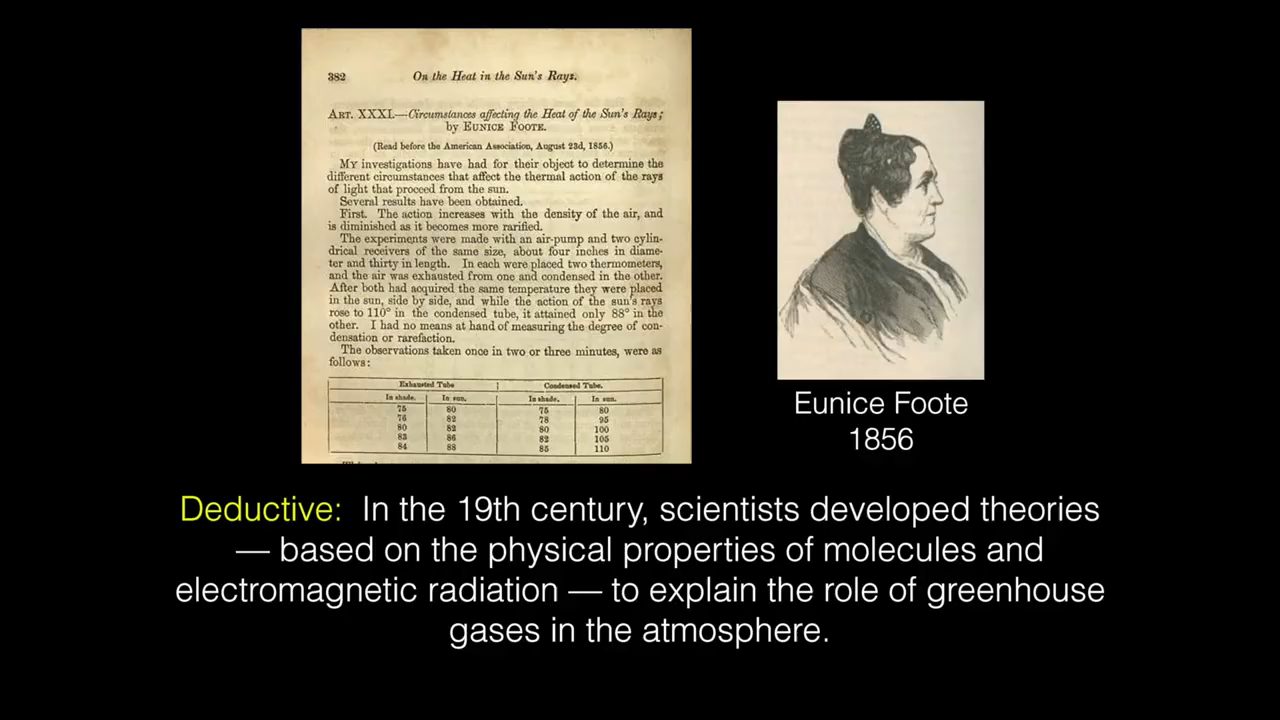 382 On the Heat in the Sun's Rays.
ART. XXXI.—Circumstances affecting the Heat of the Sun's Rays;
by EUNICE FOOTE.
(Read before the American Association, August 23d, 1856.)
MY investigations have had for their object to determine the
different circumstances that affect the thermal action of the rays
of light that proceed from the sun.
Several results have been obtained.
First. The action increases with the density of the air, and
is diminished as it becomes more rarified.
The experiments were made with an air-pump and two cylin-
drical receivers of the same size, about four inches in diame-
ter and thirty in length. In each were placed two thermometers,
and the air was exhausted from one and condensed in the other.
After both had acquired the same temperature they were placed
in the sun, side by side, and while the action of the sun's rays
rose to 110° in the condensed tube, it attained only 88° in the
other. I had no means at hand of measuring the degree of con-
densation or rarefaction.
The observations taken once in two or three minutes, were as
follows:
Exhausted Tube Condensed Tube.
In shade. In sun. In shade. In sun.
75 80 75 80
76 82 78 95
80 82 80 100
83 86 82 105
84 88 85 110
Eunice Foote
1856
Deductive: In the 19th century, scientists developed theories
— based on the physical properties of molecules and
electromagnetic radiation — to explain the role of greenhouse
gases in the atmosphere.